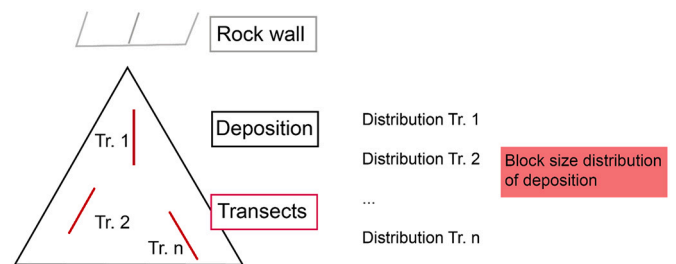 Rock wall
Deposition
Tr. 1
Tr. 2
Tr. n
Transects
Distribution Tr. 1
Distribution Tr. 2
...
Distribution Tr. n
Block size distribution
of deposition